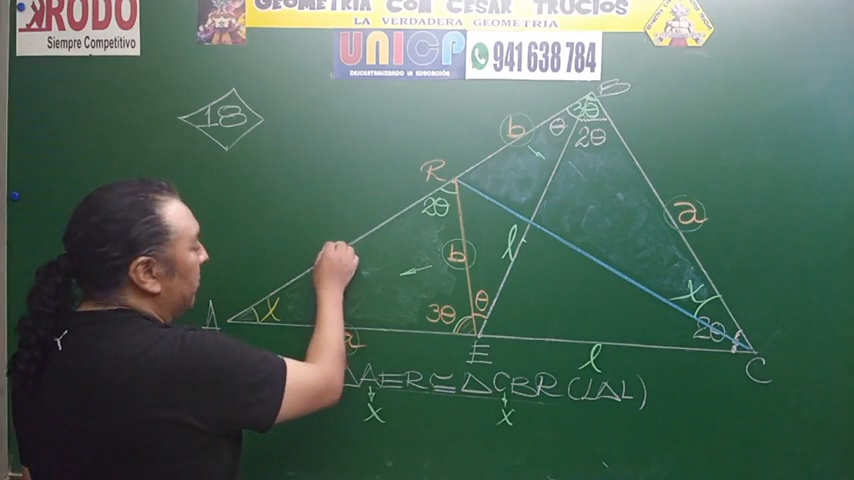 RODO
Siempre Competitivo
GEOMETRIA CON CESAR TRUCIOS
LA VERDADERA GEOMETRIA
UNICP
DESCENTRALIZANDO LA EDUCACIÓN
941 638 784
18
B
3θ
b
θ
2θ
R
2θ
a
l
b
x
x
3θ
θ
2θ
A
E
l
C
a
ΔAER ≅ ΔCBR (LAL)
x
x